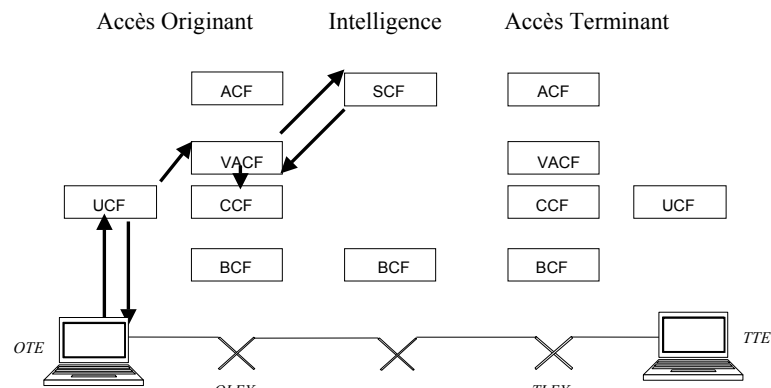 Accès Originant Intelligence Accès Terminant
ACF SCF ACF
VACF VACF
UCF CCF CCF UCF
BCF BCF BCF
OTE TTE